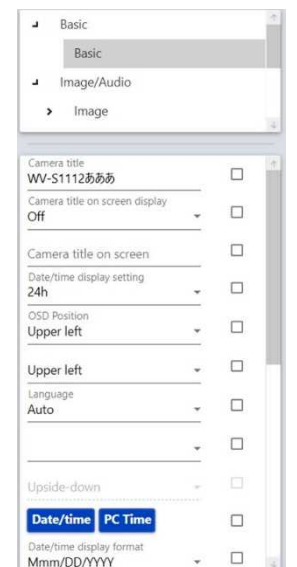 Basic
Basic
Image/Audio
Image
Camera title
WV-S1112あああ
Camera title on screen display
Off
Camera title on screen
Date/time display setting
24h
OSD Position
Upper left
Upper left
Language
Auto
Upside-down
Date/time PC Time
Date/time display format
Mmm/DD/YYYY